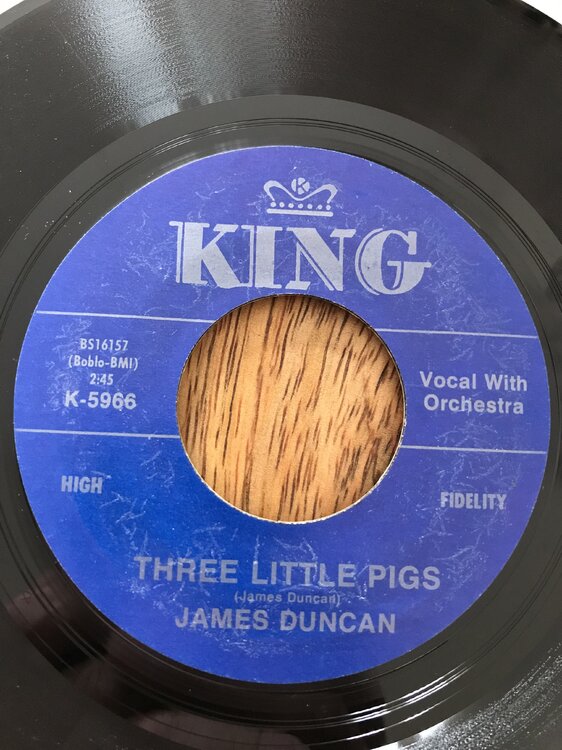 K
KING
BS16157
(Boblo-BMI)
2:45
K-5966
Vocal With
Orchestra
HIGH
FIDELITY
THREE LITTLE PIGS
(James Duncan)
JAMES DUNCAN